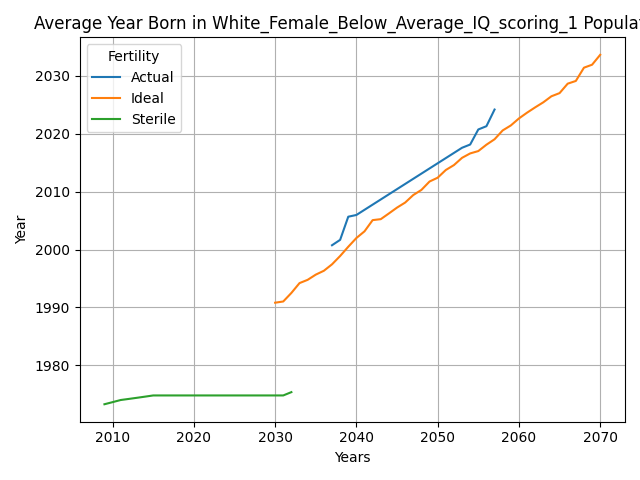 Average Year Born in White_Female_Below_Average_IQ_scoring_1 Populat
Fertility
Actual
Ideal
Sterile
2030
2020
2010
2000
1990
1980
Year
2010 2020 2030 2040 2050 2060 2070
Years